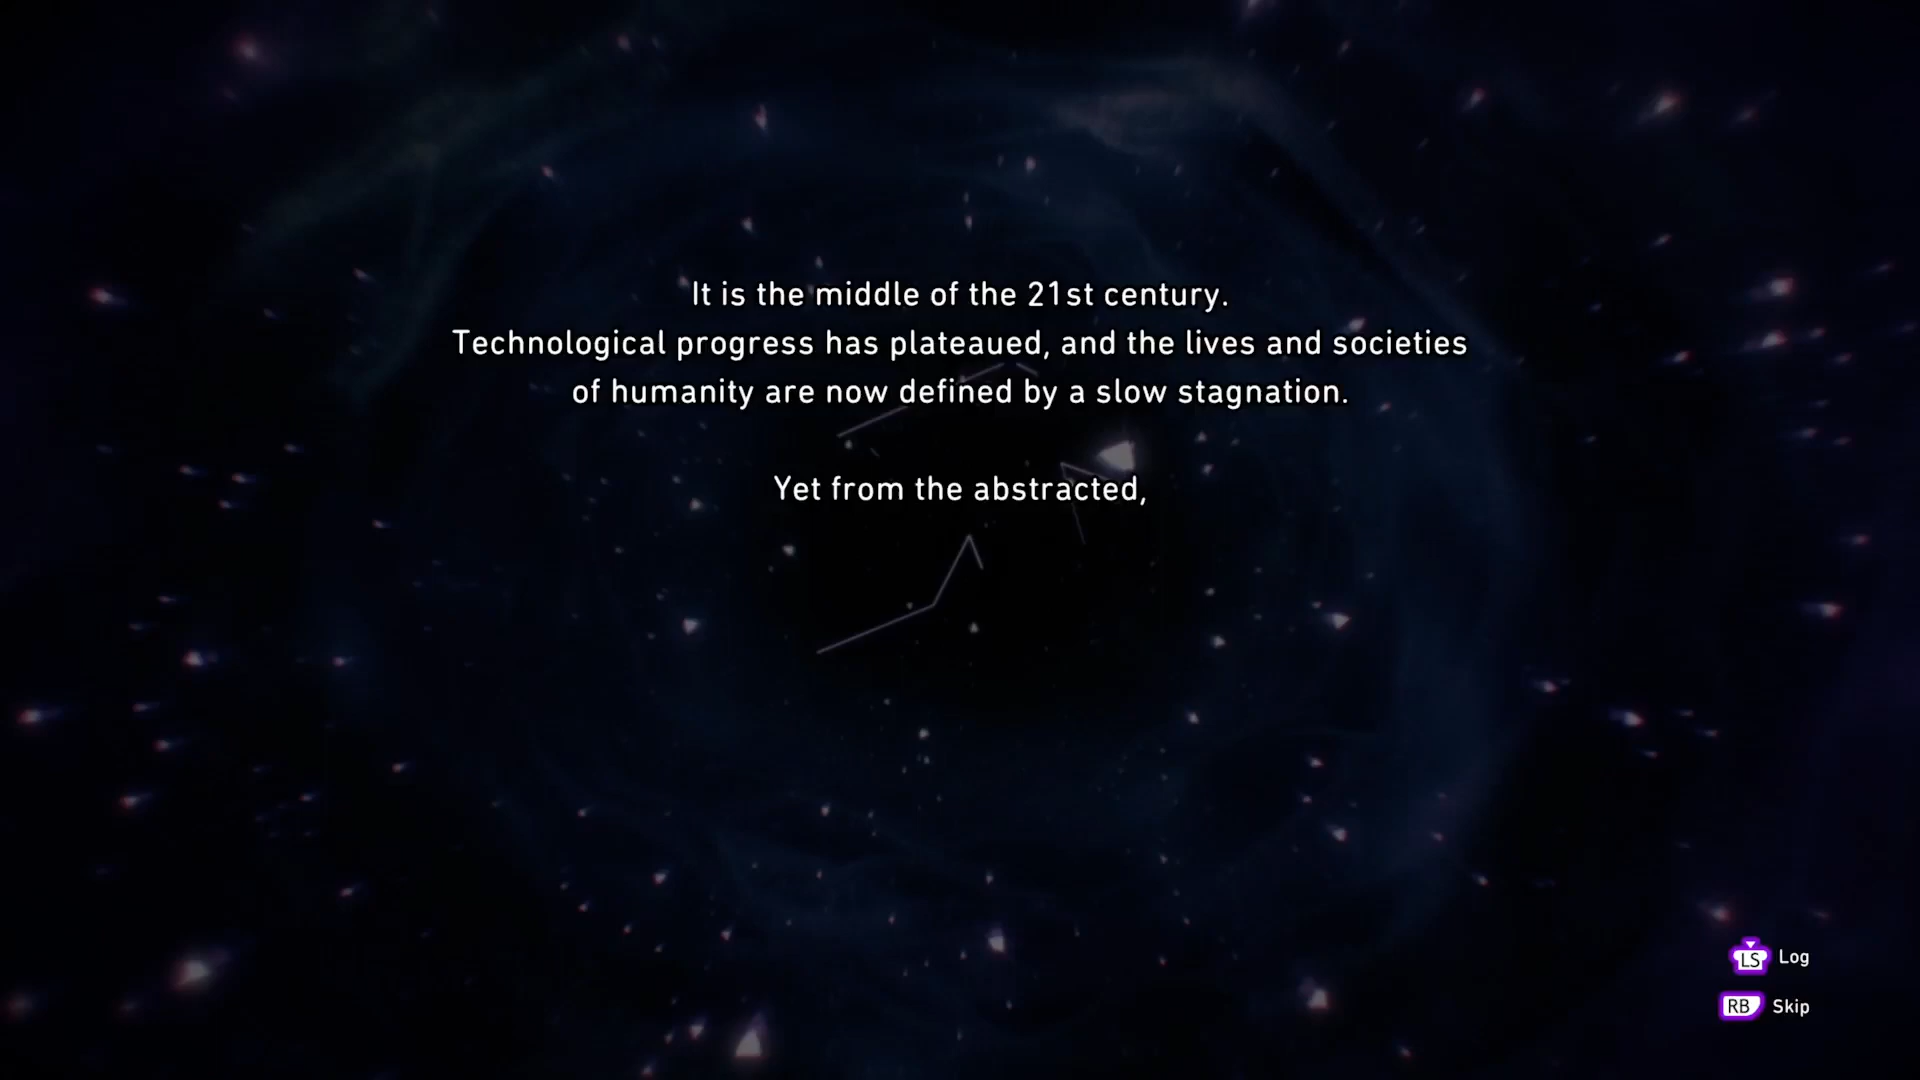 It is the middle of the 21st century.
Technological progress has plateaued, and the lives and societies
of humanity are now defined by a slow stagnation.
Yet from the abstracted,
LS Log
RB Skip